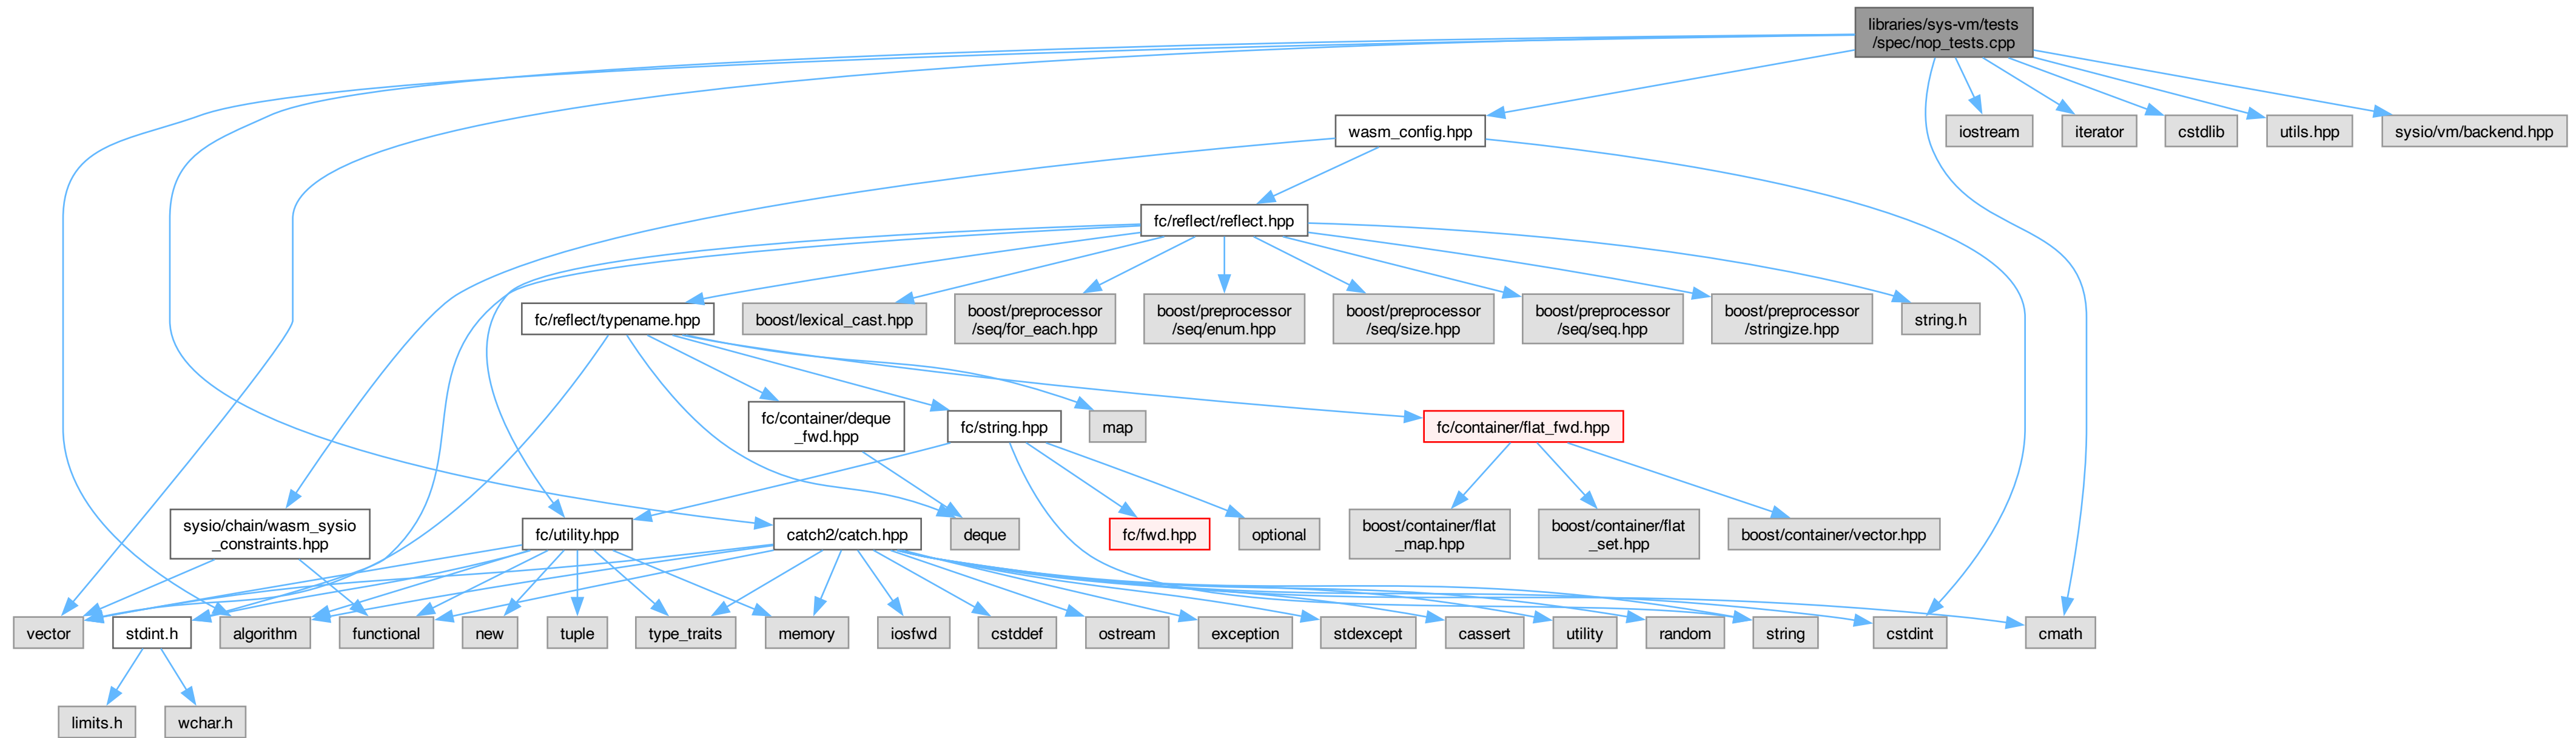 libraries/sys-vm/tests
/spec/nop_tests.cpp
wasm_config.hpp
iostream
iterator
cstdlib
utils.hpp
sysio/vm/backend.hpp
fc/reflect/reflect.hpp
fc/reflect/typename.hpp
boost/lexical_cast.hpp
boost/preprocessor
/seq/for_each.hpp
boost/preprocessor
/seq/enum.hpp
boost/preprocessor
/seq/size.hpp
boost/preprocessor
/seq/seq.hpp
boost/preprocessor
/stringize.hpp
string.h
fc/container/deque
_fwd.hpp
fc/string.hpp
map
fc/container/flat_fwd.hpp
sysio/chain/wasm_sysio
_constraints.hpp
fc/utility.hpp
catch2/catch.hpp
deque
fc/fwd.hpp
optional
boost/container/flat
_map.hpp
boost/container/flat
_set.hpp
boost/container/vector.hpp
vector
stdint.h
algorithm
functional
new
tuple
type_traits
memory
iosfwd
cstddef
ostream
exception
stdexcept
cassert
utility
random
string
cstdint
cmath
limits.h
wchar.h